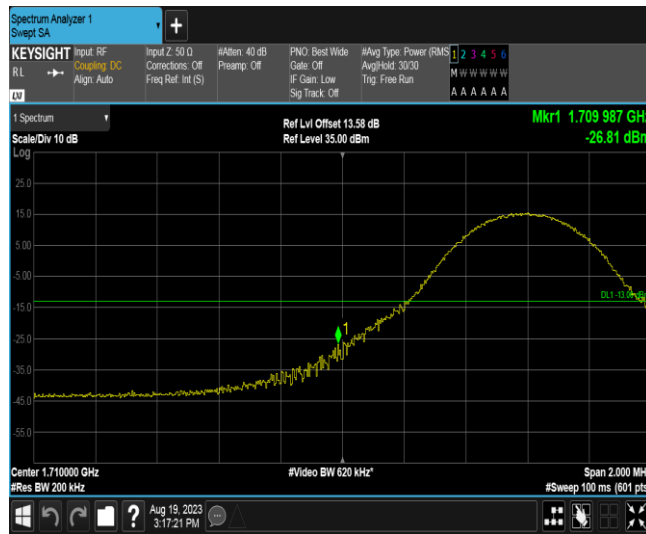 Spectrum Analyzer 1
Swept SA
+
KEYSIGHT
RL
LXI
Input: RF
Coupling: DC
Align: Auto
Input Z: 50 Ω
Corrections: Off
Freq Ref: Int (S)
#Atten: 40 dB
Preamp: Off
PNO: Best Wide
Gate: Off
IF Gain: Low
Sig Track: Off
#Avg Type: Power (RMS
Avg|Hold: 30/30
Trig: Free Run
1 2 3 4 5 6
M W W W W W
A A A A A A
1 Spectrum
Scale/Div 10 dB
Log
Ref Lvl Offset 13.58 dB
Ref Level 35.00 dBm
Mkr1 1.709 987 GHz
-26.81 dBm
25.0
15.0
5.00
-5.00
-15.0
-25.0
-35.0
-45.0
-55.0
1
Center 1.710000 GHz
#Res BW 200 kHz
#Video BW 620 kHz*
Span 2.000 MH
#Sweep 100 ms (601 pts
?
Aug 19, 2023
3:17:21 PM